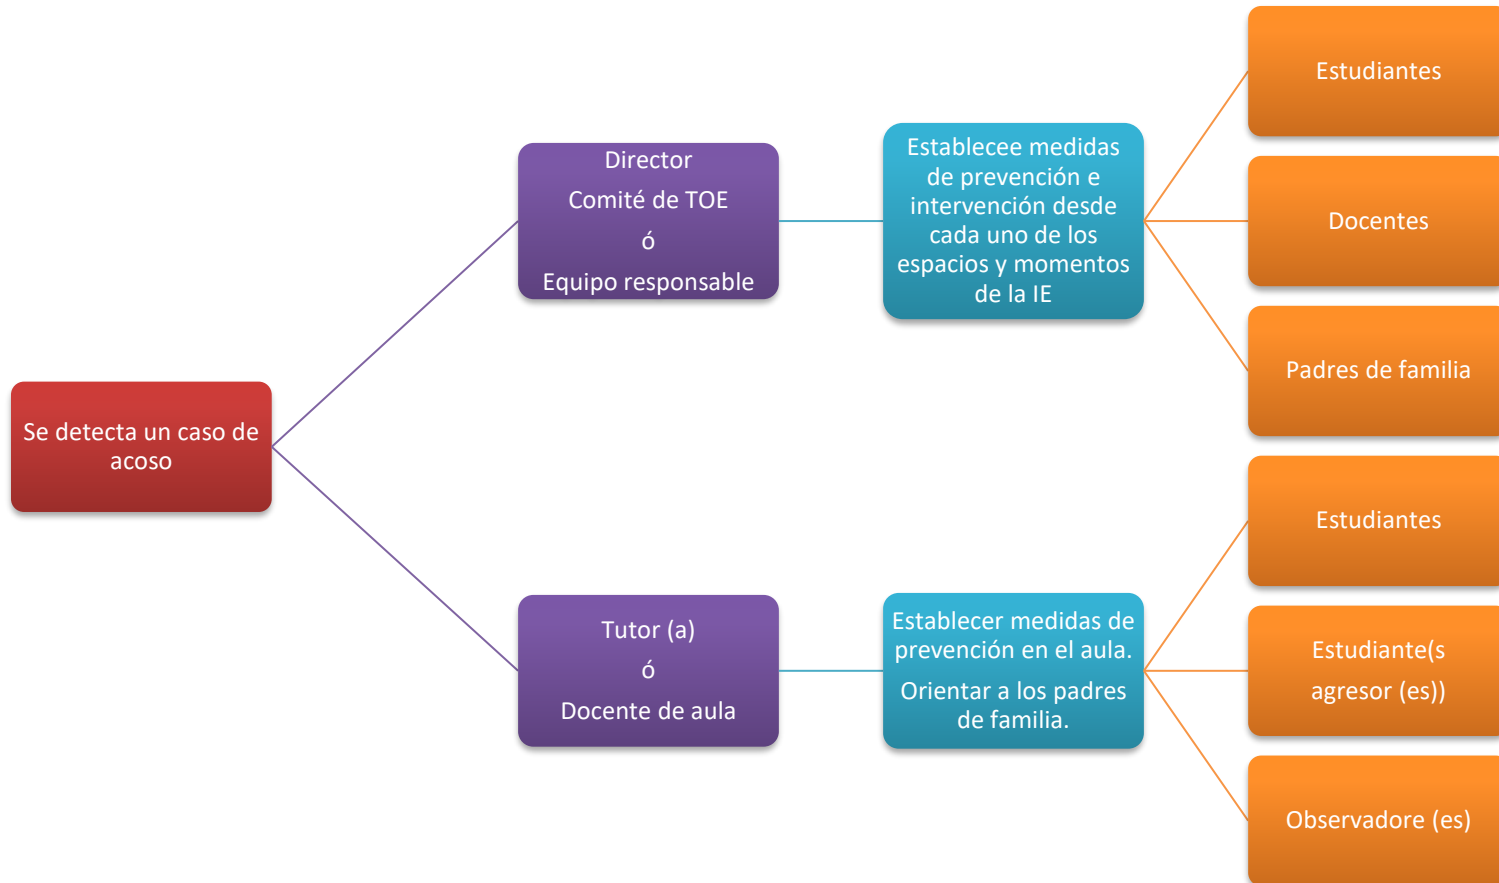 Se detecta un caso de
acoso
Director
Comité de TOE
ó
Equipo responsable
Establecee medidas
de prevención e
intervención desde
cada uno de los
espacios y momentos
de la IE
Estudiantes
Docentes
Padres de familia
Tutor (a)
ó
Docente de aula
Establecer medidas de
prevención en el aula.
Orientar a los padres
de familia.
Estudiantes
Estudiante(s
agresor (es))
Observadore (es)